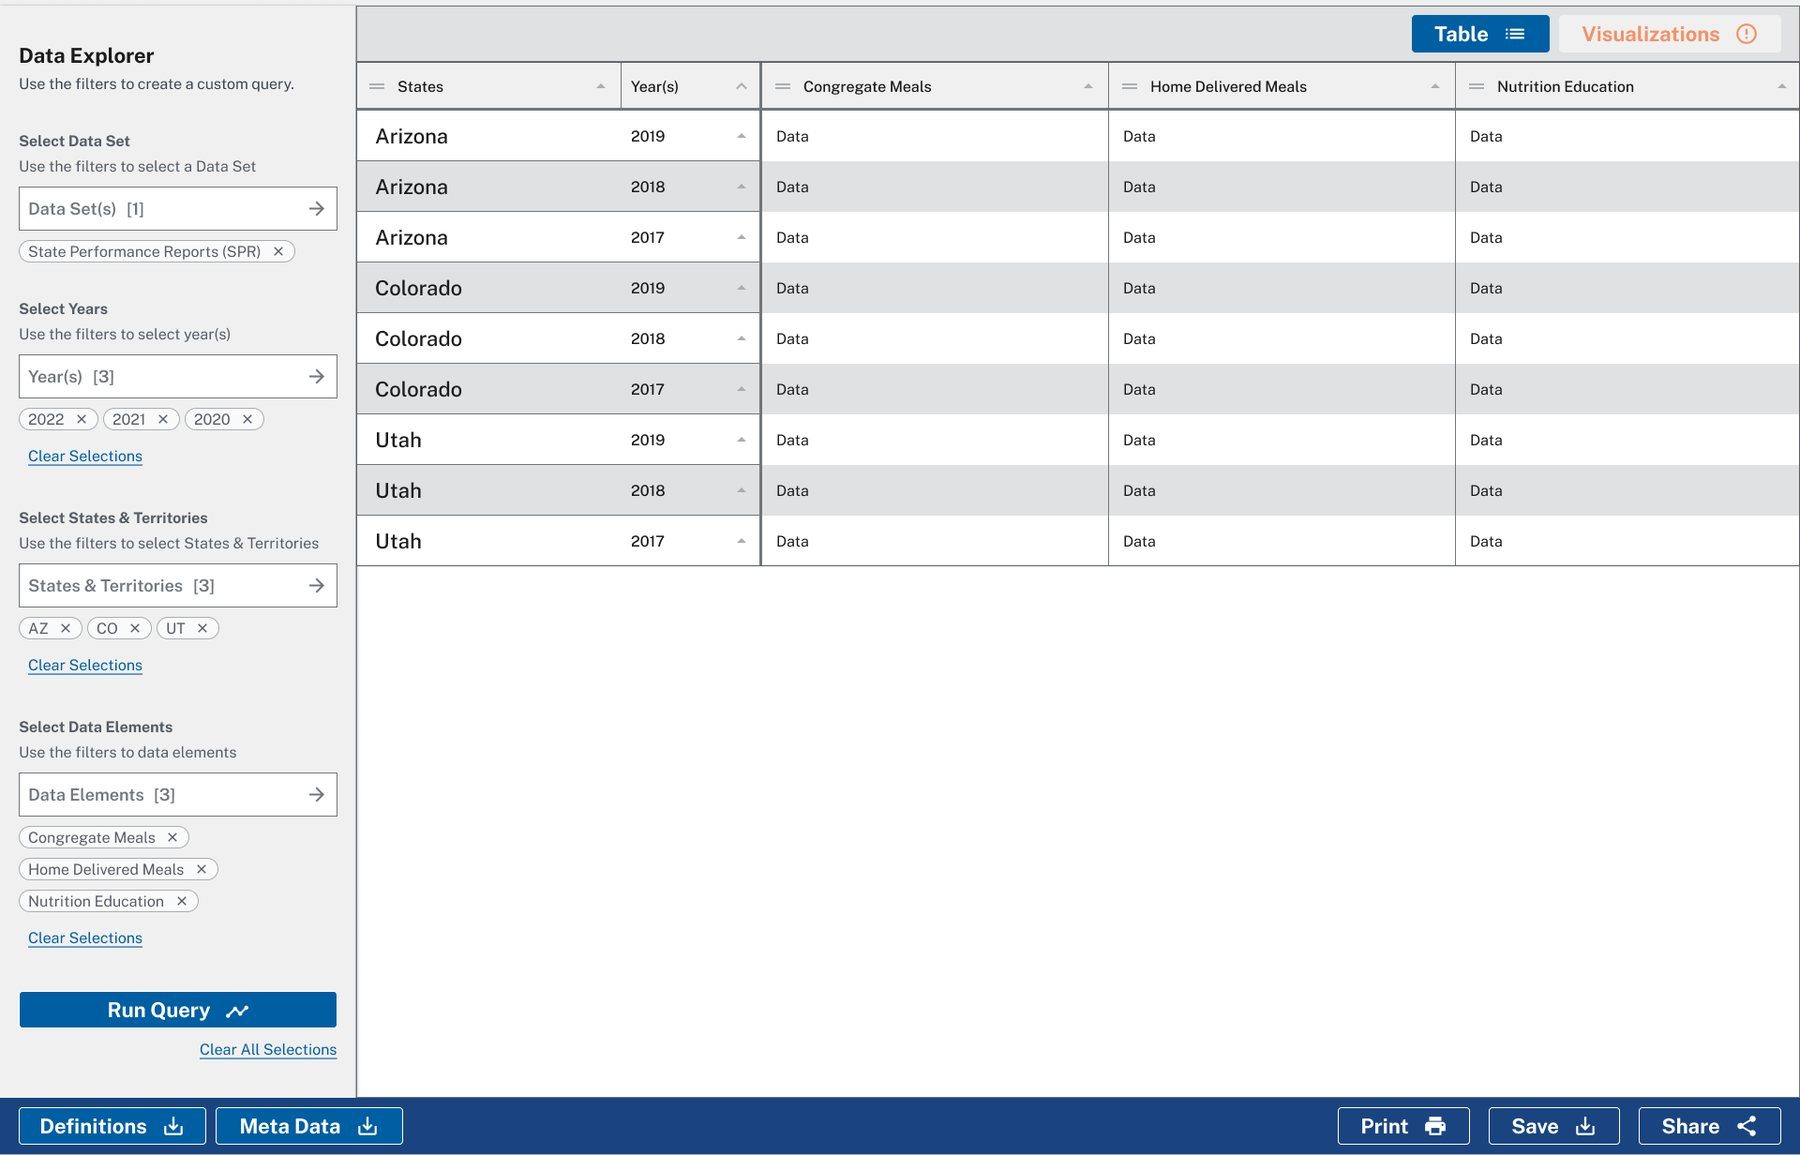 Data Explorer
Use the filters to create a custom query.
Select Data Set
Use the filters to select a Data Set
Data Set(s) [1]
State Performance Reports (SPR)
Select Years
Use the filters to select year(s)
Year(s) [3]
2022 2021 2020
Clear Selections
Select States & Territories
Use the filters to select States & Territories
States & Territories [3]
AZ CO UT
Clear Selections
Select Data Elements
Use the filters to data elements
Data Elements [3]
Congregate Meals
Home Delivered Meals
Nutrition Education
Clear Selections
Run Query
Clear All Selections
Table Visualizations
States Year(s) Congregate Meals Home Delivered Meals Nutrition Education
Arizona 2019 Data Data Data
Arizona 2018 Data Data Data
Arizona 2017 Data Data Data
Colorado 2019 Data Data Data
Colorado 2018 Data Data Data
Colorado 2017 Data Data Data
Utah 2019 Data Data Data
Utah 2018 Data Data Data
Utah 2017 Data Data Data
Definitions Meta Data Print Save Share